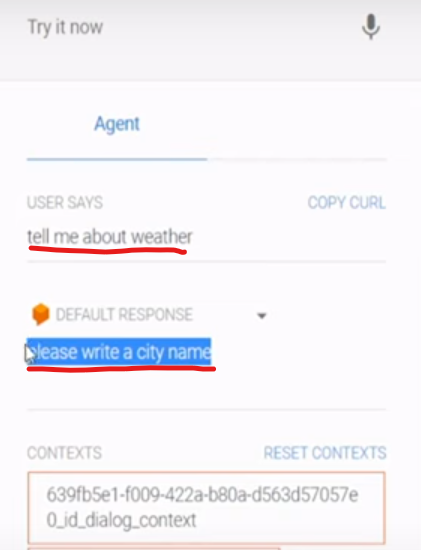 Try it now
Agent
USER SAYS COPY CURL
tell me about weather
DEFAULT RESPONSE
please write a city name
CONTEXTS RESET CONTEXTS
639fb5e1-f009-422a-b80a-d563d57057e
0_id_dialog_context